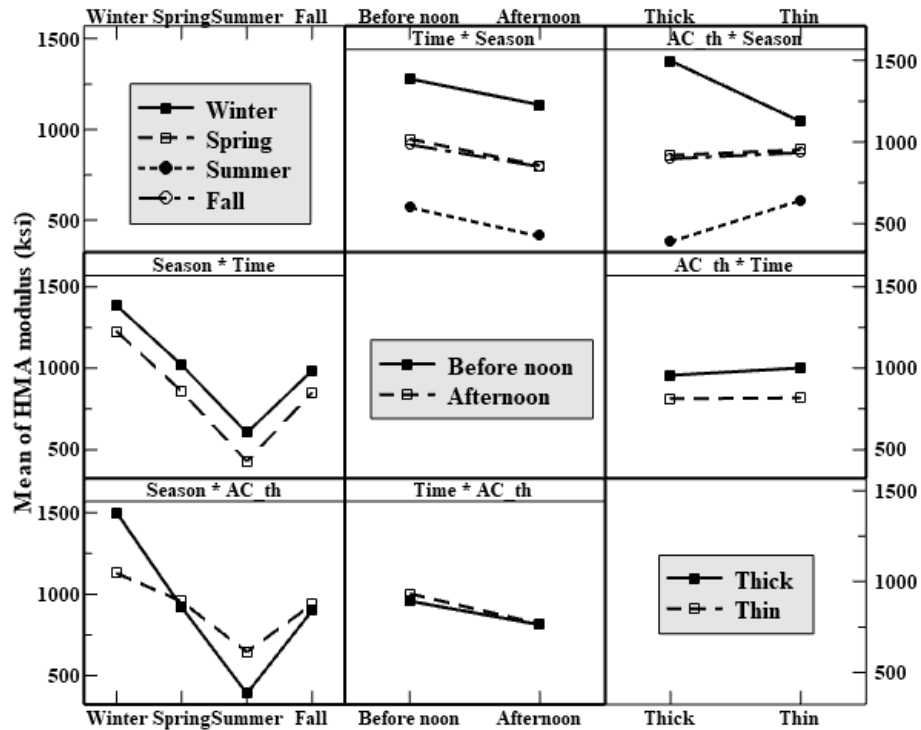 Winter Spring Summer Fall Before noon Afternoon Thick Thin
1500 Time * Season AC_th * Season
1500
Winter
Spring
Summer
Fall
1000 1000
500 500
Mean of HMA modulus (ksi)
Season * Time AC_th * Time
1500 1500
Before noon
Afternoon
1000 1000
500 500
Season * AC_th Time * AC_th
1500 1500
Thick
Thin
1000 1000
500 500
Winter Spring Summer Fall Before noon Afternoon Thick Thin